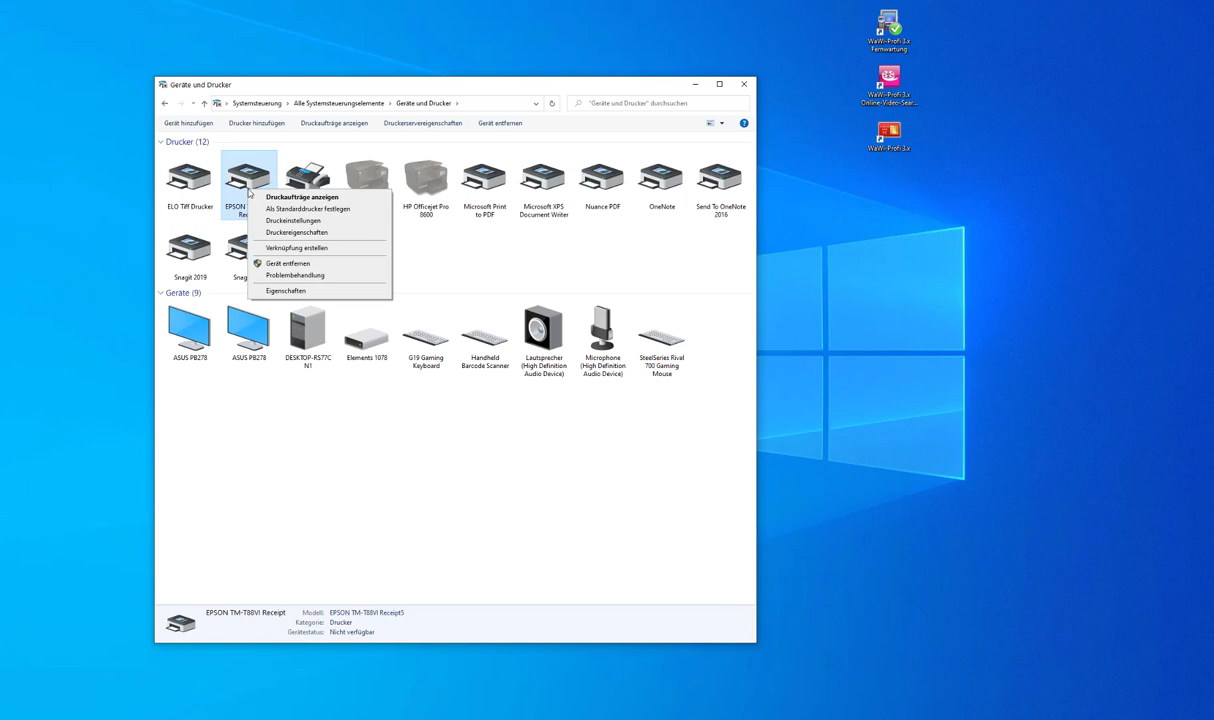 WaWi-Profi 3.x
Fernwartung
WaWi-Profi 3.x
Online-Video-Sear...
WaWi-Profi 3.x
Geräte und Drucker
Systemsteuerung
Alle Systemsteuerungselemente
Geräte und Drucker
"Geräte und Drucker" durchsuchen
Gerät hinzufügen
Drucker hinzufügen
Druckaufträge anzeigen
Druckerservereigenschaften
Gerät entfernen
Drucker (12)
ELO Tiff Drucker
EPSON
Rec
HP Officejet Pro
8600
Microsoft Print
to PDF
Microsoft XPS
Document Writer
Nuance PDF
OneNote
Send To OneNote
2016
Druckaufträge anzeigen
Als Standarddrucker festlegen
Druckeinstellungen
Druckereigenschaften
Verknüpfung erstellen
Gerät entfernen
Problembehandlung
Eigenschaften
Snagit 2019
Snag
Geräte (9)
ASUS PB278
ASUS PB278
DESKTOP-RS77C
N1
Elements 1078
G19 Gaming
Keyboard
Handheld
Barcode Scanner
Lautsprecher
(High Definition
Audio Device)
Microphone
(High Definition
Audio Device)
SteelSeries Rival
700 Gaming
Mouse
EPSON TM-T88VI Receipt
Modell: EPSON TM-T88VI Receipt5
Kategorie: Drucker
Gerätestatus: Nicht verfügbar